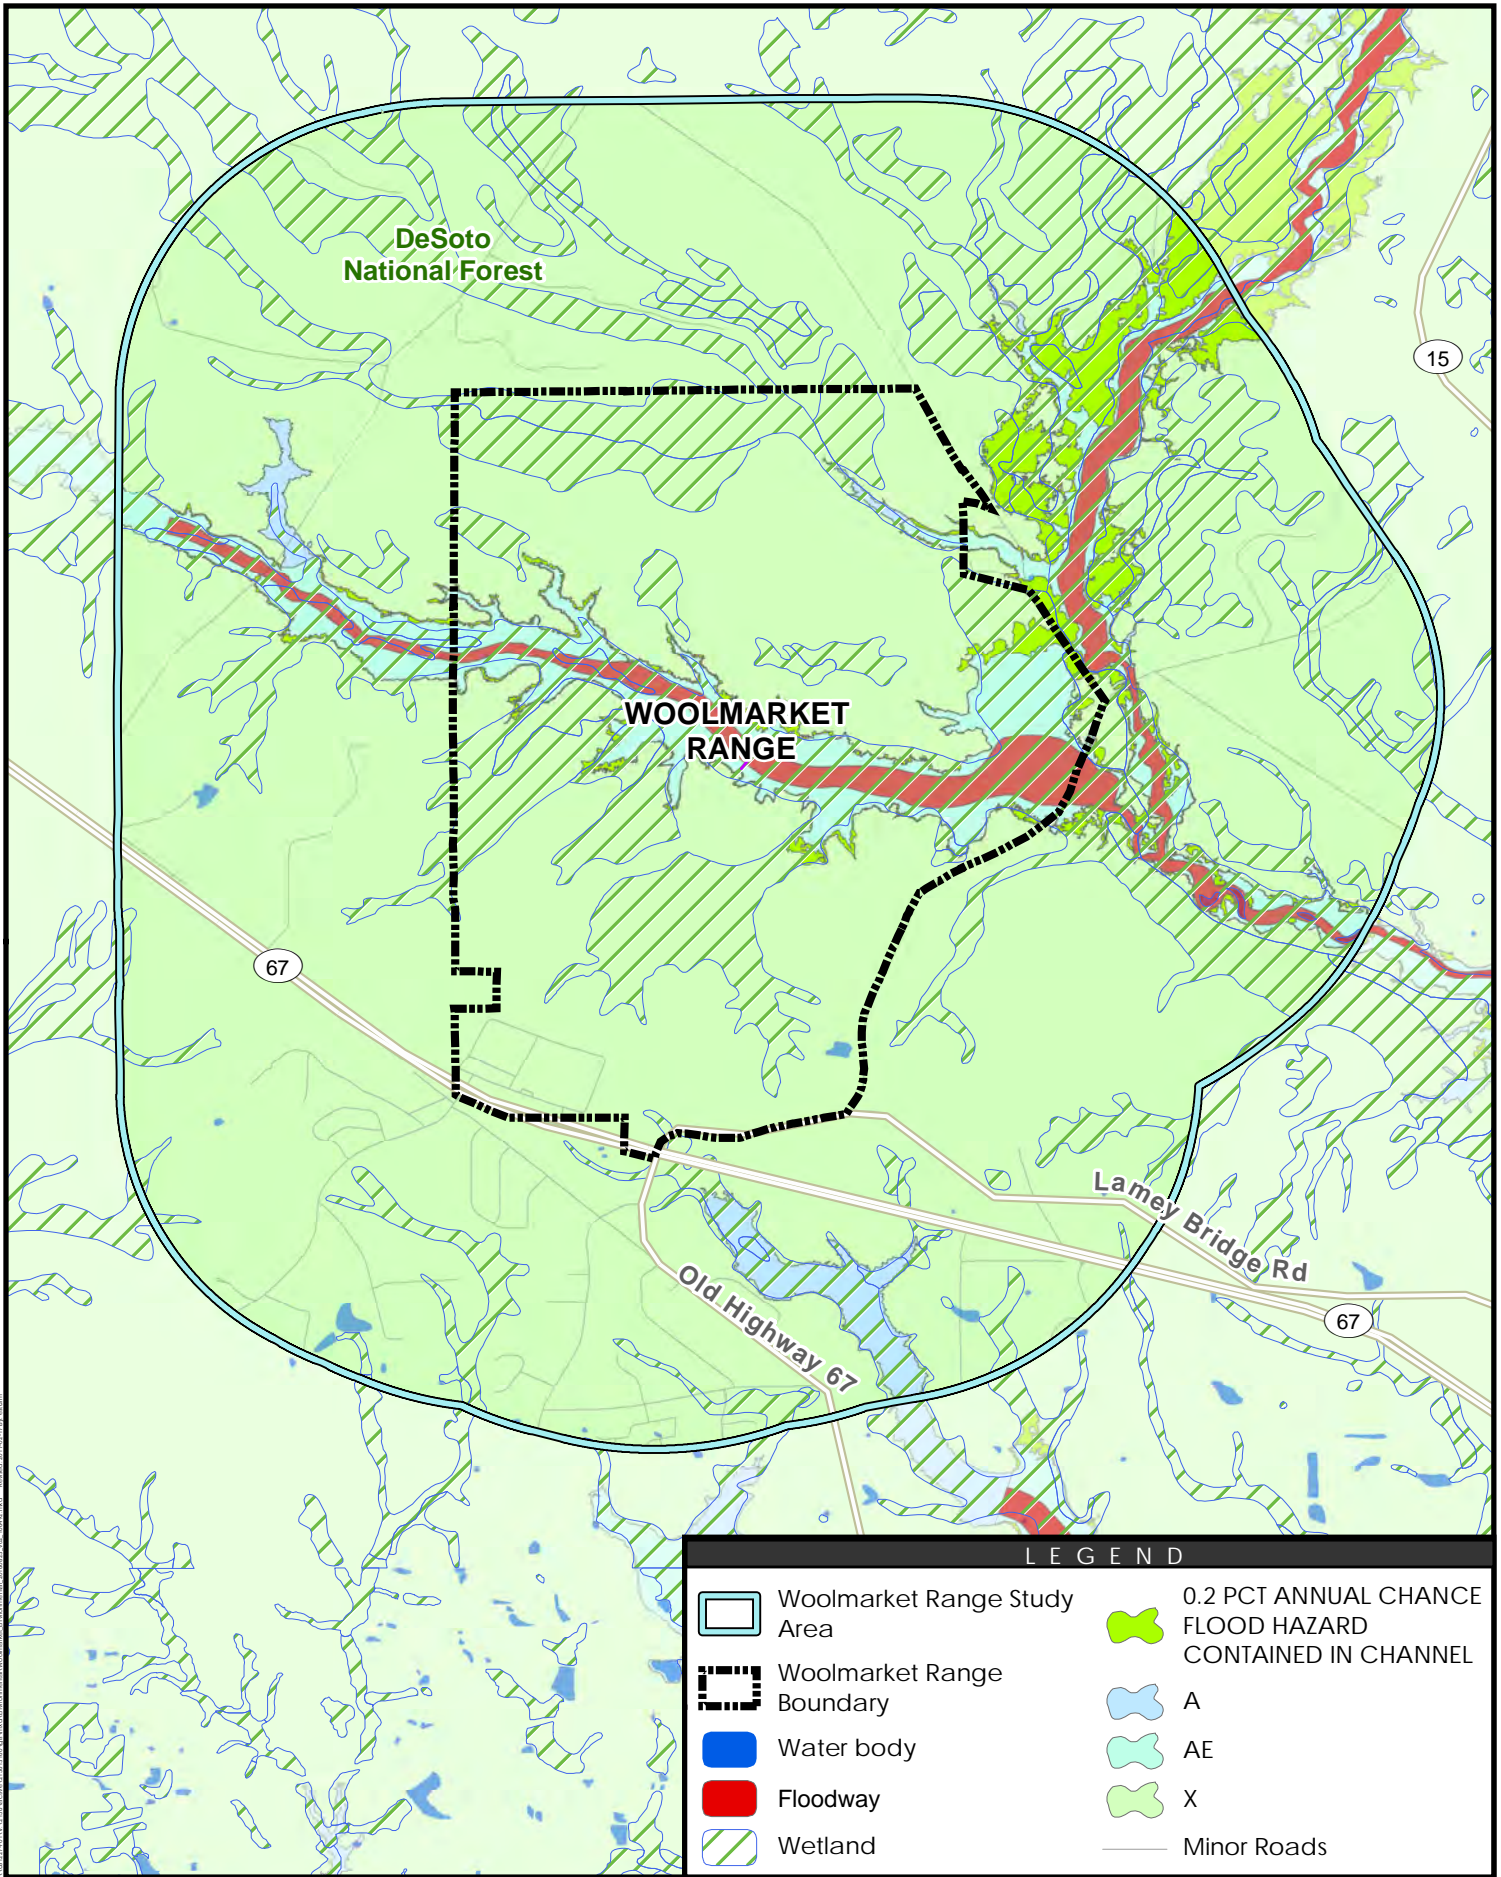 DeSoto
National Forest
15
WOOLMARKET
RANGE
67
Lamey Bridge Rd
Old Highway 67
67
LEGEND
Woolmarket Range Study
Area
Woolmarket Range
Boundary
Water body
Floodway
Wetland
0.2 PCT ANNUAL CHANCE
FLOOD HAZARD
CONTAINED IN CHANNEL
A
AE
X
Minor Roads